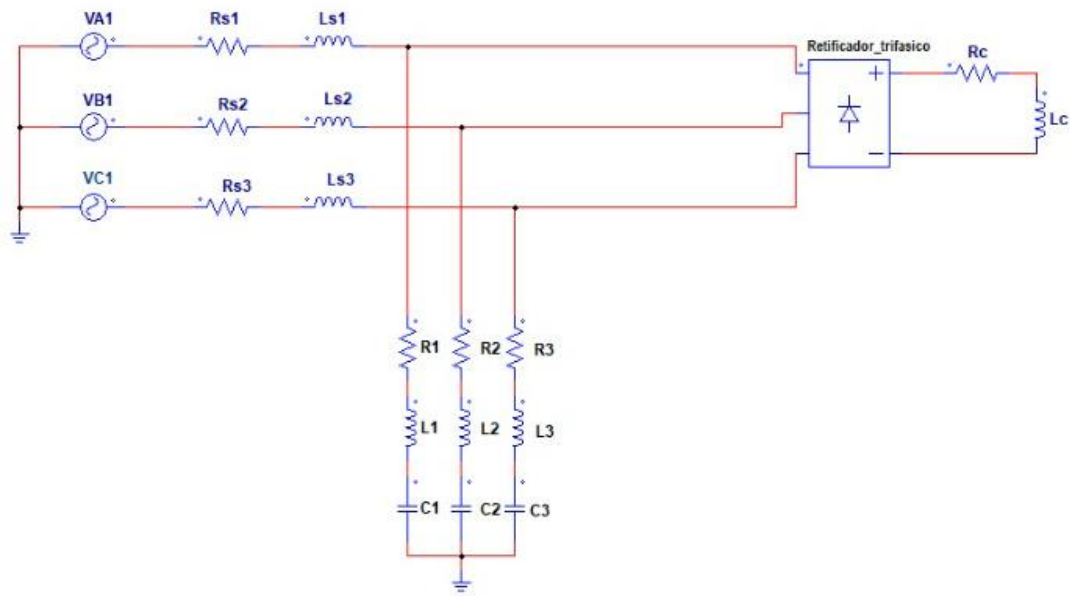 VA1 Rs1 Ls1
Retificador_trifasico
Rc
VB1 Rs2 Ls2
+
Lc
VC1 Rs3 Ls3
−
R1 R2 R3
L1 L2 L3
C1 C2 C3